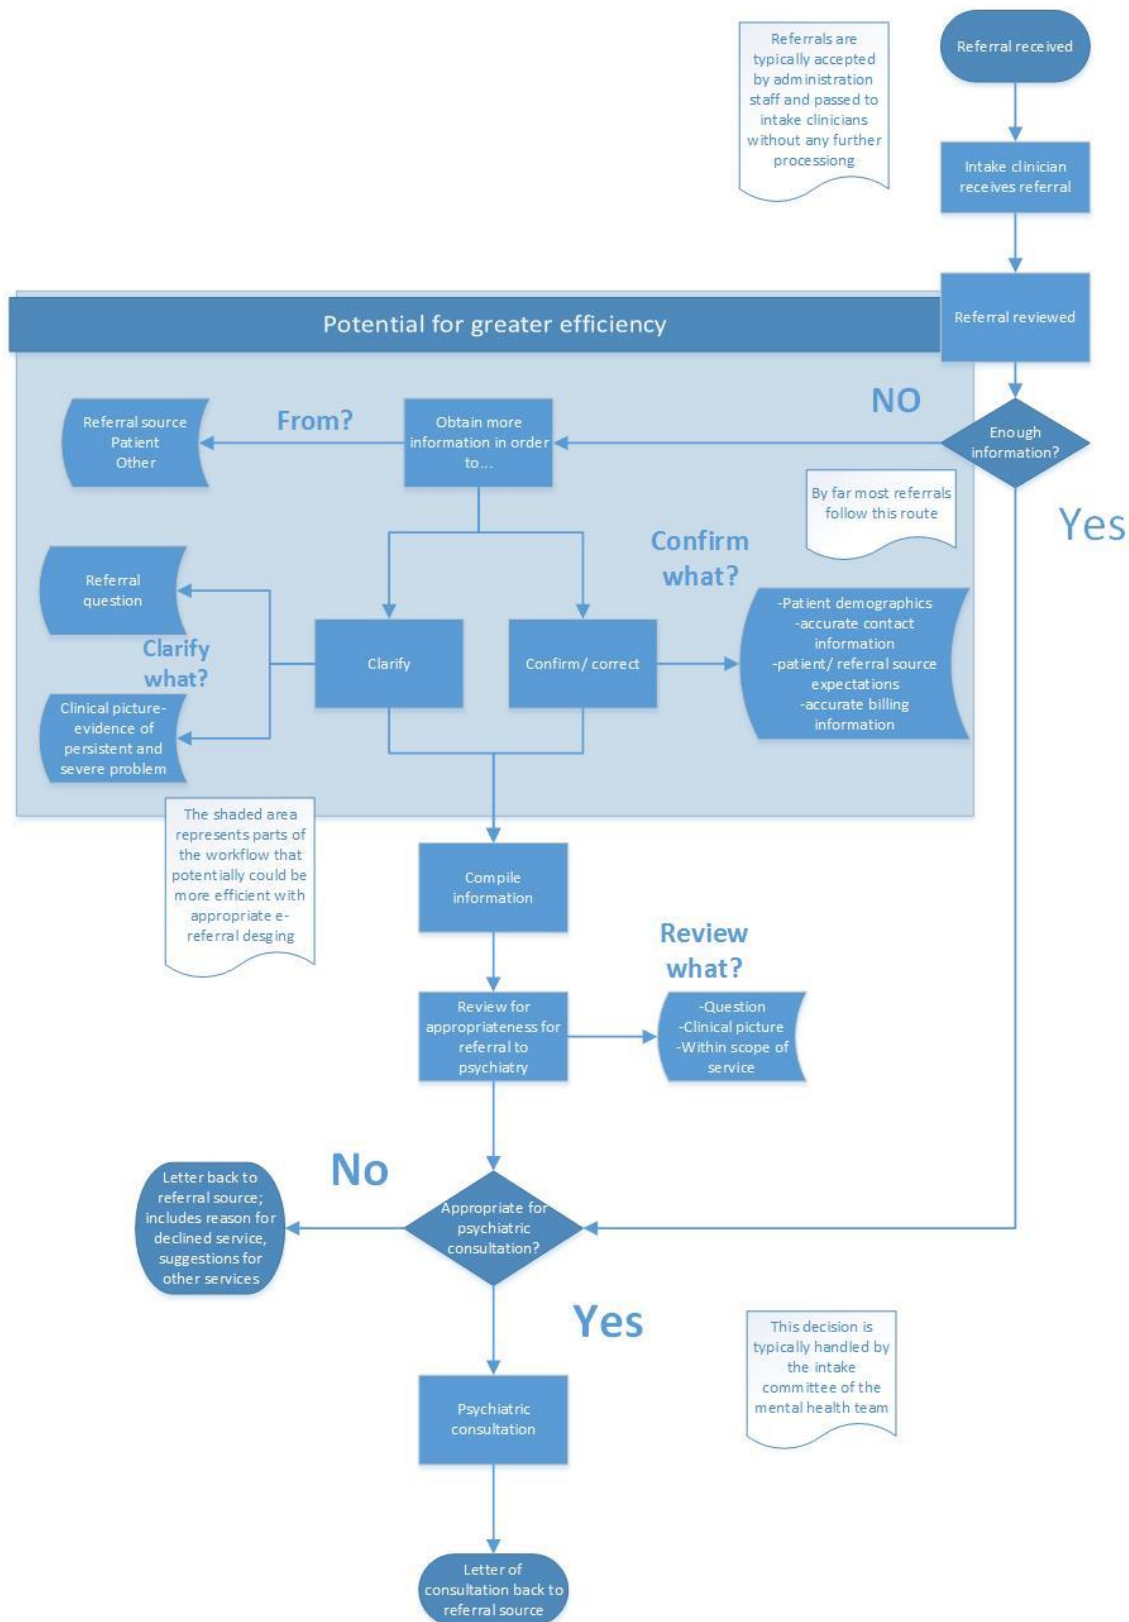 Referrals are
typically accepted
by administration
staff and passed to
intake clinicians
without any further
processiong
Referral received
Intake clinician
receives referral
Referral reviewed
Potential for greater efficiency
Referral source
Patient
Other
From?
Obtain more
information in order
to...
NO
Enough
information?
By far most referrals
follow this route
Yes
Referral
question
Clarify
what?
Clinical picture-
evidence of
persistent and
severe problem
Clarify
Confirm/ correct
Confirm
what?
-Patient demographics
-accurate contact
information
-patient/ referral source
expectations
-accurate billing
information
The shaded area
represents parts of
the workflow that
potentially could be
more efficient with
appropriate e-
referral desging
Compile
information
Review for
appropriateness for
referral to
psychiatry
Review
what?
-Question
-Clinical picture
-Within scope of
service
No
Letter back to
referral source;
includes reason for
declined service,
suggestions for
other services
Appropriate for
psychiatric
consultation?
Yes
This decision is
typically handled by
the intake
committee of the
mental health team
Psychiatric
consultation
Letter of
consultation back to
referral source